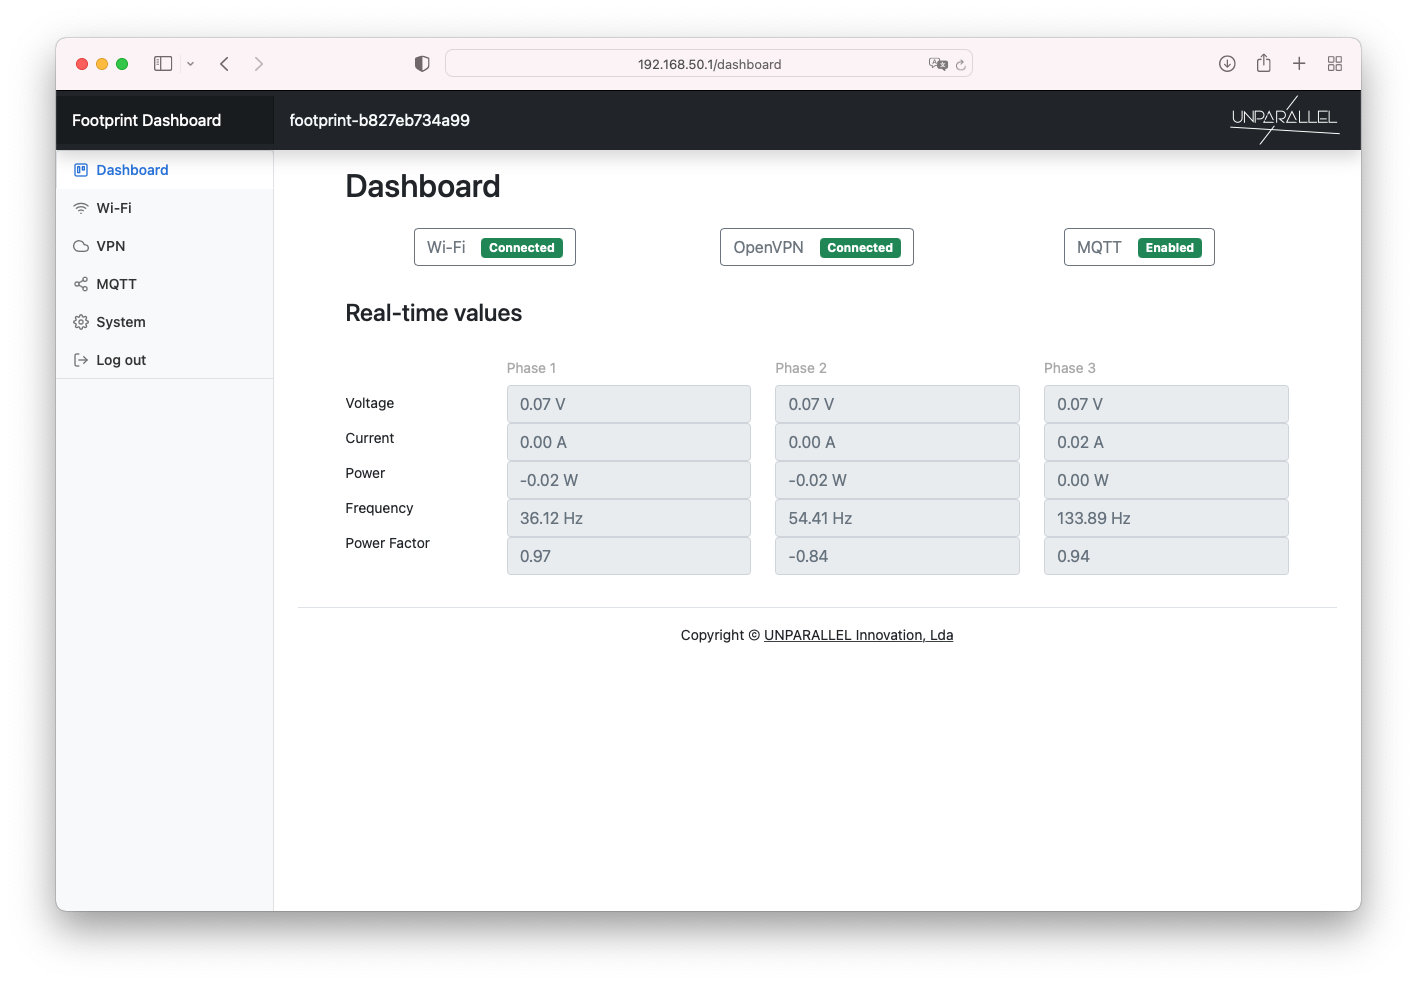 192.168.50.1/dashboard
Footprint Dashboard
footprint-b827eb734a99
UNPARALLEL
Dashboard
Wi-Fi
VPN
MQTT
System
Log out
Dashboard
Wi-Fi Connected
OpenVPN Connected
MQTT Enabled
Real-time values
Phase 1 Phase 2 Phase 3
Voltage 0.07 V 0.07 V 0.07 V
Current 0.00 A 0.00 A 0.02 A
Power -0.02 W -0.02 W 0.00 W
Frequency 36.12 Hz 54.41 Hz 133.89 Hz
Power Factor 0.97 -0.84 0.94
Copyright © UNPARALLEL Innovation, Lda